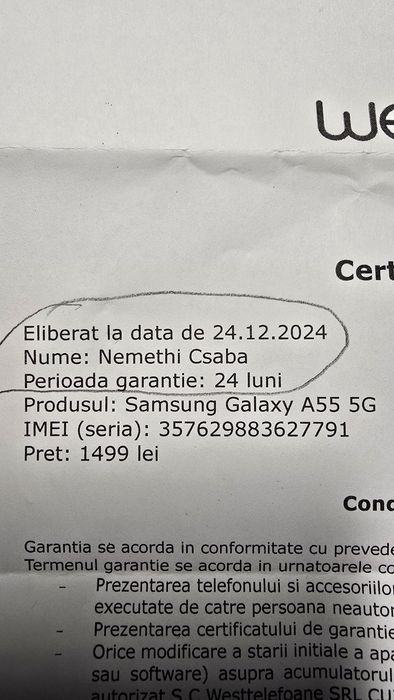 we
Cert
Eliberat la data de 24.12.2024
Nume: Nemethi Csaba
Perioada garantie: 24 luni
Produsul: Samsung Galaxy A55 5G
IMEI (seria): 357629883627791
Pret: 1499 lei
Cond
Garantia se acorda in conformitate cu prevede
Termenul garantie se acorda in urmatoarele co
- Prezentarea telefonului si accesoriilor
executate de catre persoana neautor
- Prezentarea certificatului de garantie
- Orice modificare a starii initiale a apa
sau software) asupra acumulatorul
autorizat S.C Westtelefoane SRL CU